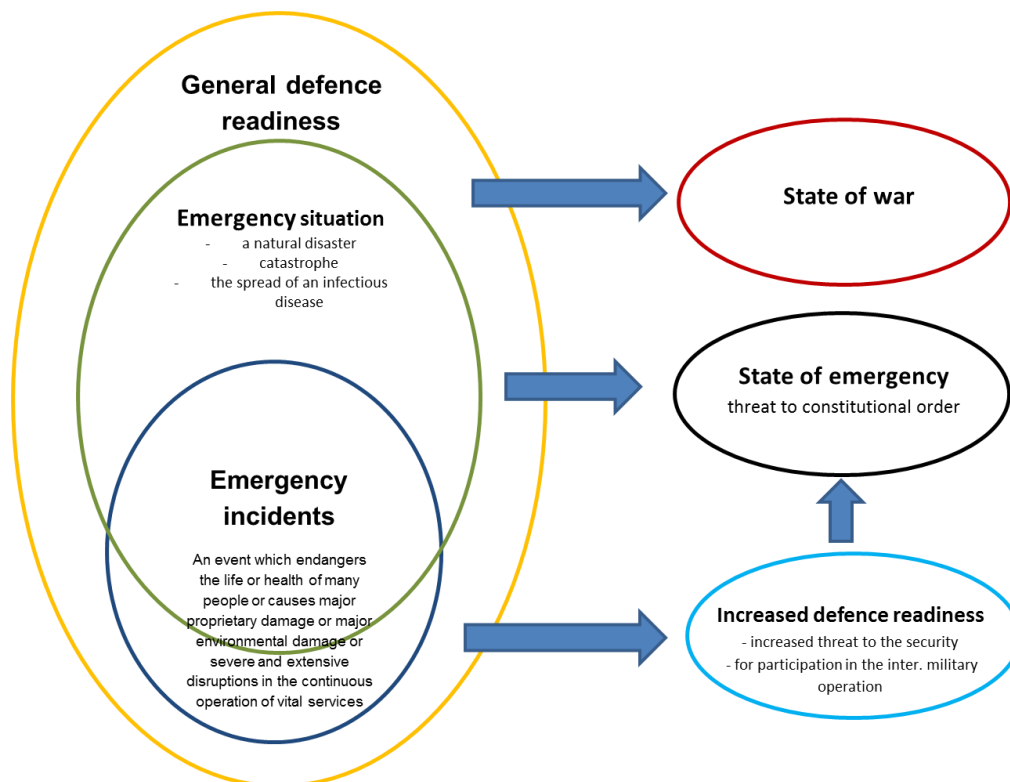 General defence
readiness
Emergency situation
- a natural disaster
- catastrophe
- the spread of an infectious
disease
Emergency
incidents
An event which endangers
the life or health of many
people or causes major
proprietary damage or major
environmental damage or
severe and extensive
disruptions in the continuous
operation of vital services
State of war
State of emergency
threat to constitutional order
Increased defence readiness
- increased threat to the security
- for participation in the inter. military
operation